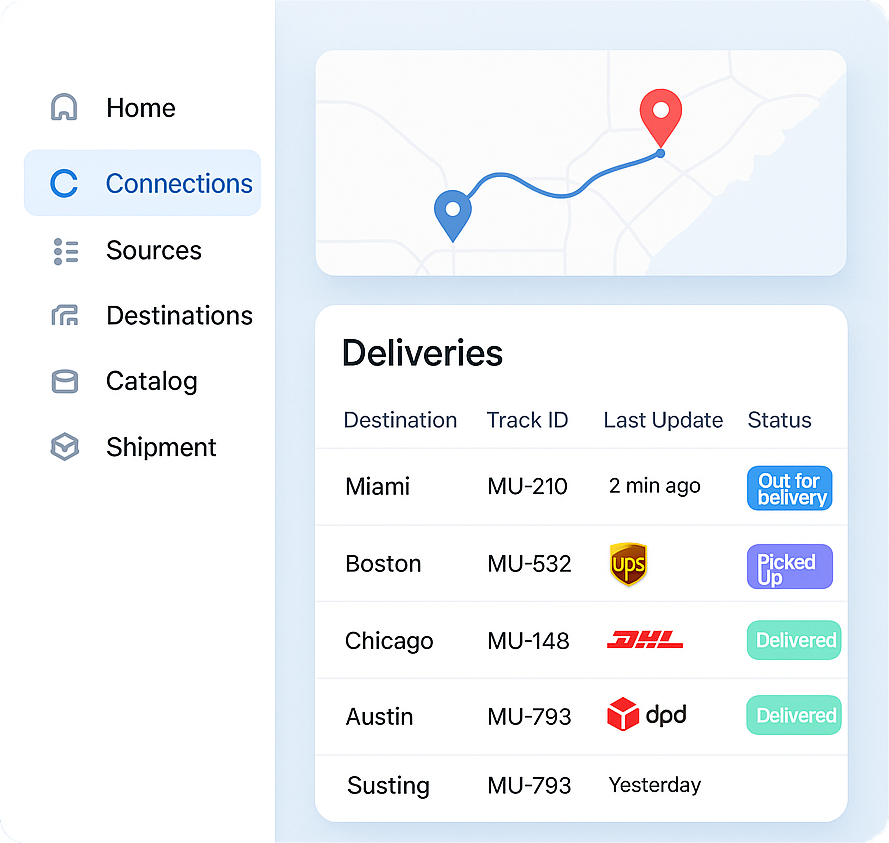 Home
Connections
Sources
Destinations
Catalog
Shipment
Deliveries
Destination Track ID Last Update Status
Miami MU-210 2 min ago Out for
belivery
Boston MU-532 ups Picked
Up
Chicago MU-148 DHL Delivered
Austin MU-793 dpd Delivered
Susting MU-793 Yesterday